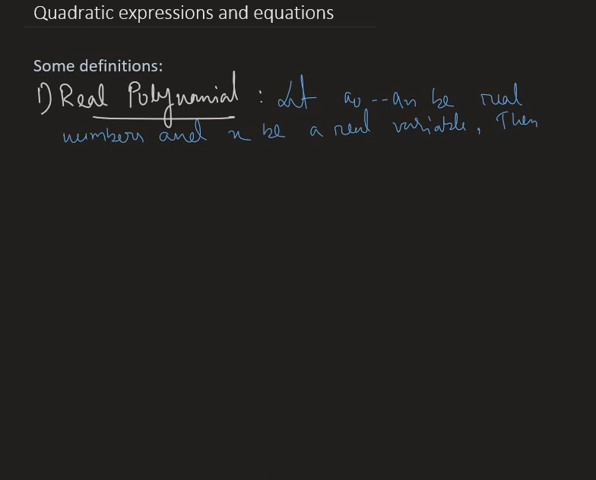 Quadratic expressions and equations
Some definitions:
1) Real Polynomial : Let a0 -- an be real
numbers and x be a real variable, Then